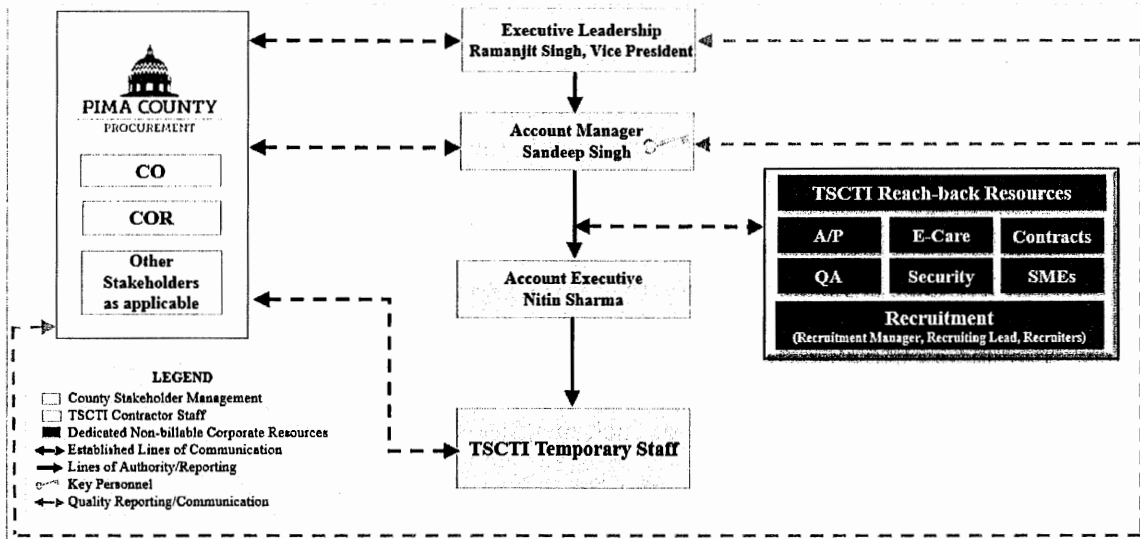 PIMA COUNTY
PROCUREMENT
CO
COR
Other
Stakeholders
as applicable
Executive Leadership
Ramanjit Singh, Vice President
Account Manager
Sandeep Singh
Account Executive
Nitin Sharma
TSCTI Temporary Staff
TSCTI Reach-back Resources
A/P
E-Care
Contracts
QA
Security
SMEs
Recruitment
(Recruitment Manager, Recruiting Lead, Recruiters)
LEGEND
County Stakeholder Management
TSCTI Contractor Staff
Dedicated Non-billable Corporate Resources
Established Lines of Communication
Lines of Authority/Reporting
Key Personnel
Quality Reporting/Communication